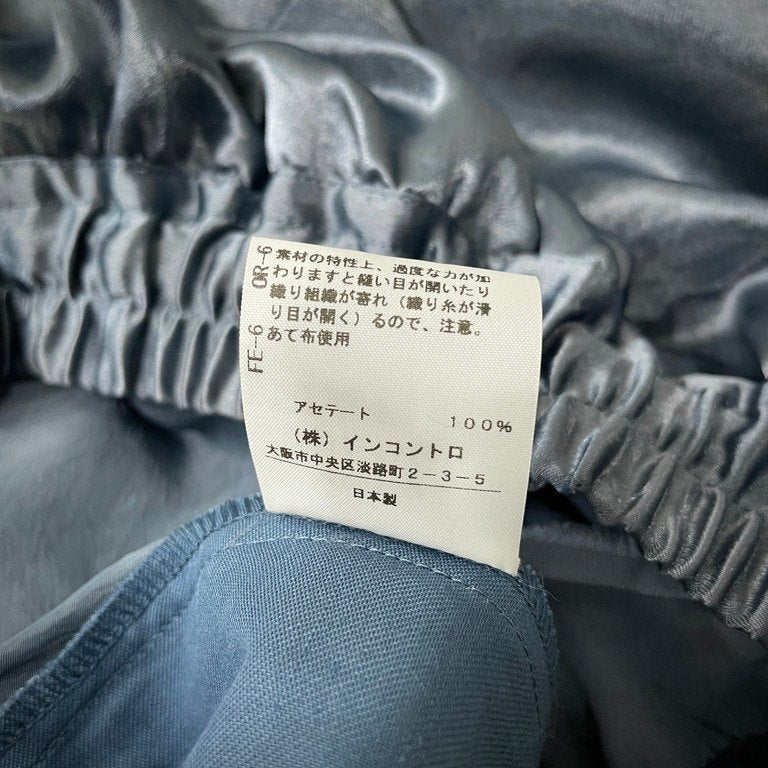 素材の特性上、過度な力が加
わりますと縫い目が開いたり
織り組織が寄れ（織り糸が滑
り目が開く）るので、注意。
あて布使用
OR-6
FE-6
アセテート 100%
（株）インコントロ
大阪市中央区淡路町2-3-5
日本製